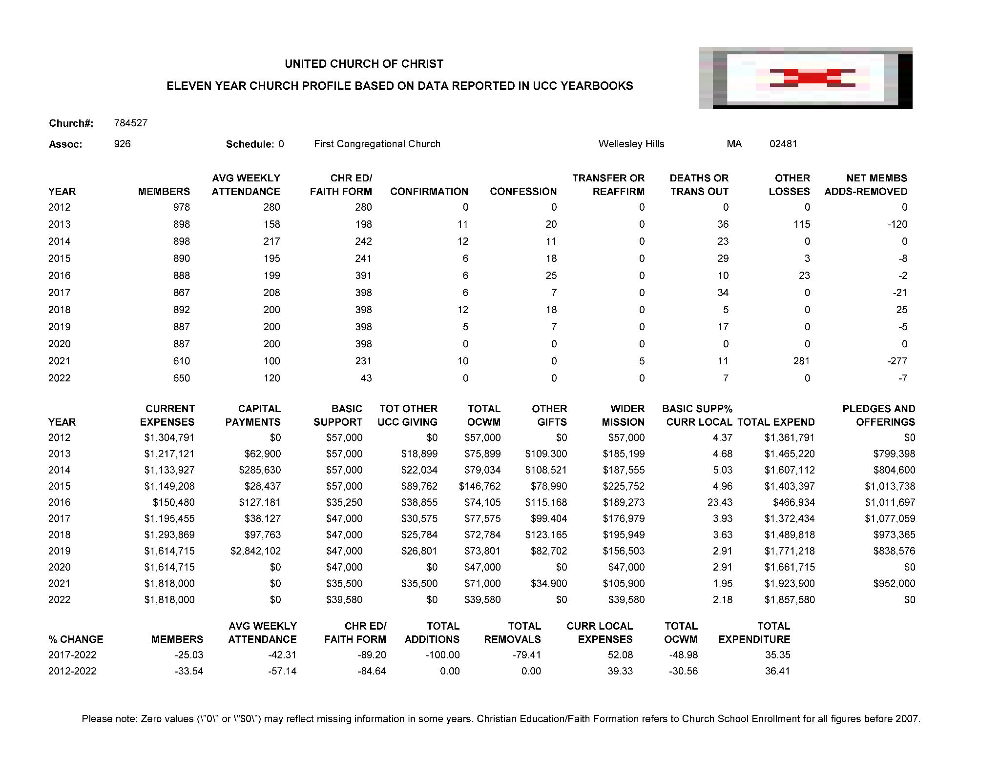 UNITED CHURCH OF CHRIST
ELEVEN YEAR CHURCH PROFILE BASED ON DATA REPORTED IN UCC YEARBOOKS
Church#: 784527
Assoc: 926 Schedule: 0 First Congregational Church Wellesley Hills MA 02481
AVG WEEKLY CHR ED/ TRANSFER OR DEATHS OR OTHER NET MEMBS
YEAR MEMBERS ATTENDANCE FAITH FORM CONFIRMATION CONFESSION REAFFIRM TRANS OUT LOSSES ADDS-REMOVED
2012 978 280 280 0 0 0 0 0 0
2013 898 158 198 11 20 0 36 115 -120
2014 898 217 242 12 11 0 23 0 0
2015 890 195 241 6 18 0 29 3 -8
2016 888 199 391 6 25 0 10 23 -2
2017 867 208 398 6 7 0 34 0 -21
2018 892 200 398 12 18 0 5 0 25
2019 887 200 398 5 7 0 17 0 -5
2020 887 200 398 0 0 0 0 0 0
2021 610 100 231 10 0 5 11 281 -277
2022 650 120 43 0 0 0 7 0 -7
CURRENT CAPITAL BASIC TOT OTHER TOTAL OTHER WIDER BASIC SUPP% PLEDGES AND
YEAR EXPENSES PAYMENTS SUPPORT UCC GIVING OCWM GIFTS MISSION CURR LOCAL TOTAL EXPEND OFFERINGS
2012 $1,304,791 $0 $57,000 $0 $57,000 $0 $57,000 4.37 $1,361,791 $0
2013 $1,217,121 $62,900 $57,000 $18,899 $75,899 $109,300 $185,199 4.68 $1,465,220 $799,398
2014 $1,133,927 $285,630 $57,000 $22,034 $79,034 $108,521 $187,555 5.03 $1,607,112 $804,600
2015 $1,149,208 $28,437 $57,000 $89,762 $146,762 $78,990 $225,752 4.96 $1,403,397 $1,013,738
2016 $150,480 $127,181 $35,250 $38,855 $74,105 $115,168 $189,273 23.43 $466,934 $1,011,697
2017 $1,195,455 $38,127 $47,000 $30,575 $77,575 $99,404 $176,979 3.93 $1,372,434 $1,077,059
2018 $1,293,869 $97,763 $47,000 $25,784 $72,784 $123,165 $195,949 3.63 $1,489,818 $973,365
2019 $1,614,715 $2,842,102 $47,000 $26,801 $73,801 $82,702 $156,503 2.91 $1,771,218 $838,576
2020 $1,614,715 $0 $47,000 $0 $47,000 $0 $47,000 2.91 $1,661,715 $0
2021 $1,818,000 $0 $35,500 $35,500 $71,000 $34,900 $105,900 1.95 $1,923,900 $952,000
2022 $1,818,000 $0 $39,580 $0 $39,580 $0 $39,580 2.18 $1,857,580 $0
AVG WEEKLY CHR ED/ TOTAL TOTAL CURR LOCAL TOTAL TOTAL
% CHANGE MEMBERS ATTENDANCE FAITH FORM ADDITIONS REMOVALS EXPENSES OCWM EXPENDITURE
2017-2022 -25.03 -42.31 -89.20 -100.00 -79.41 52.08 -48.98 35.35
2012-2022 -33.54 -57.14 -84.64 0.00 0.00 39.33 -30.56 36.41
Please note: Zero values (\"0\" or \"$0\") may reflect missing information in some years. Christian Education/Faith Formation refers to Church School Enrollment for all figures before 2007.